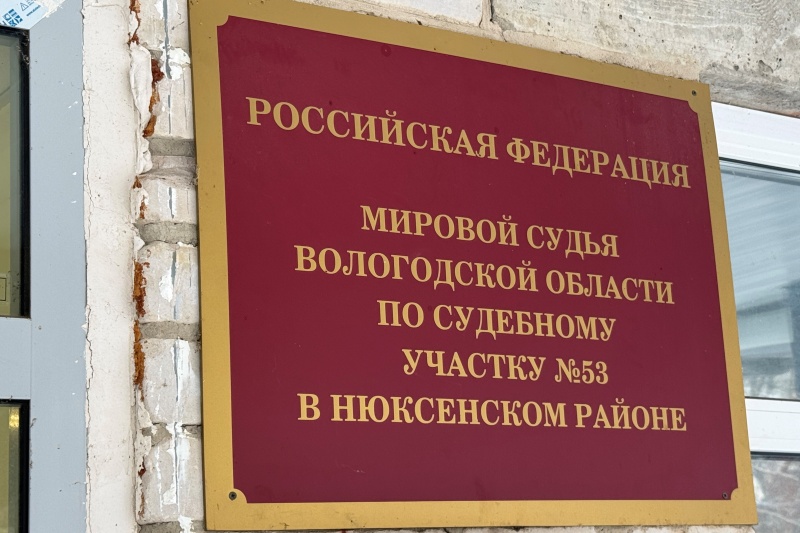 РОССИЙСКАЯ ФЕДЕРАЦИЯ
МИРОВОЙ СУДЬЯ
ВОЛОГОДСКОЙ ОБЛАСТИ
ПО СУДЕБНОМУ
УЧАСТКУ №53
В НЮКСЕНСКОМ РАЙОНЕ